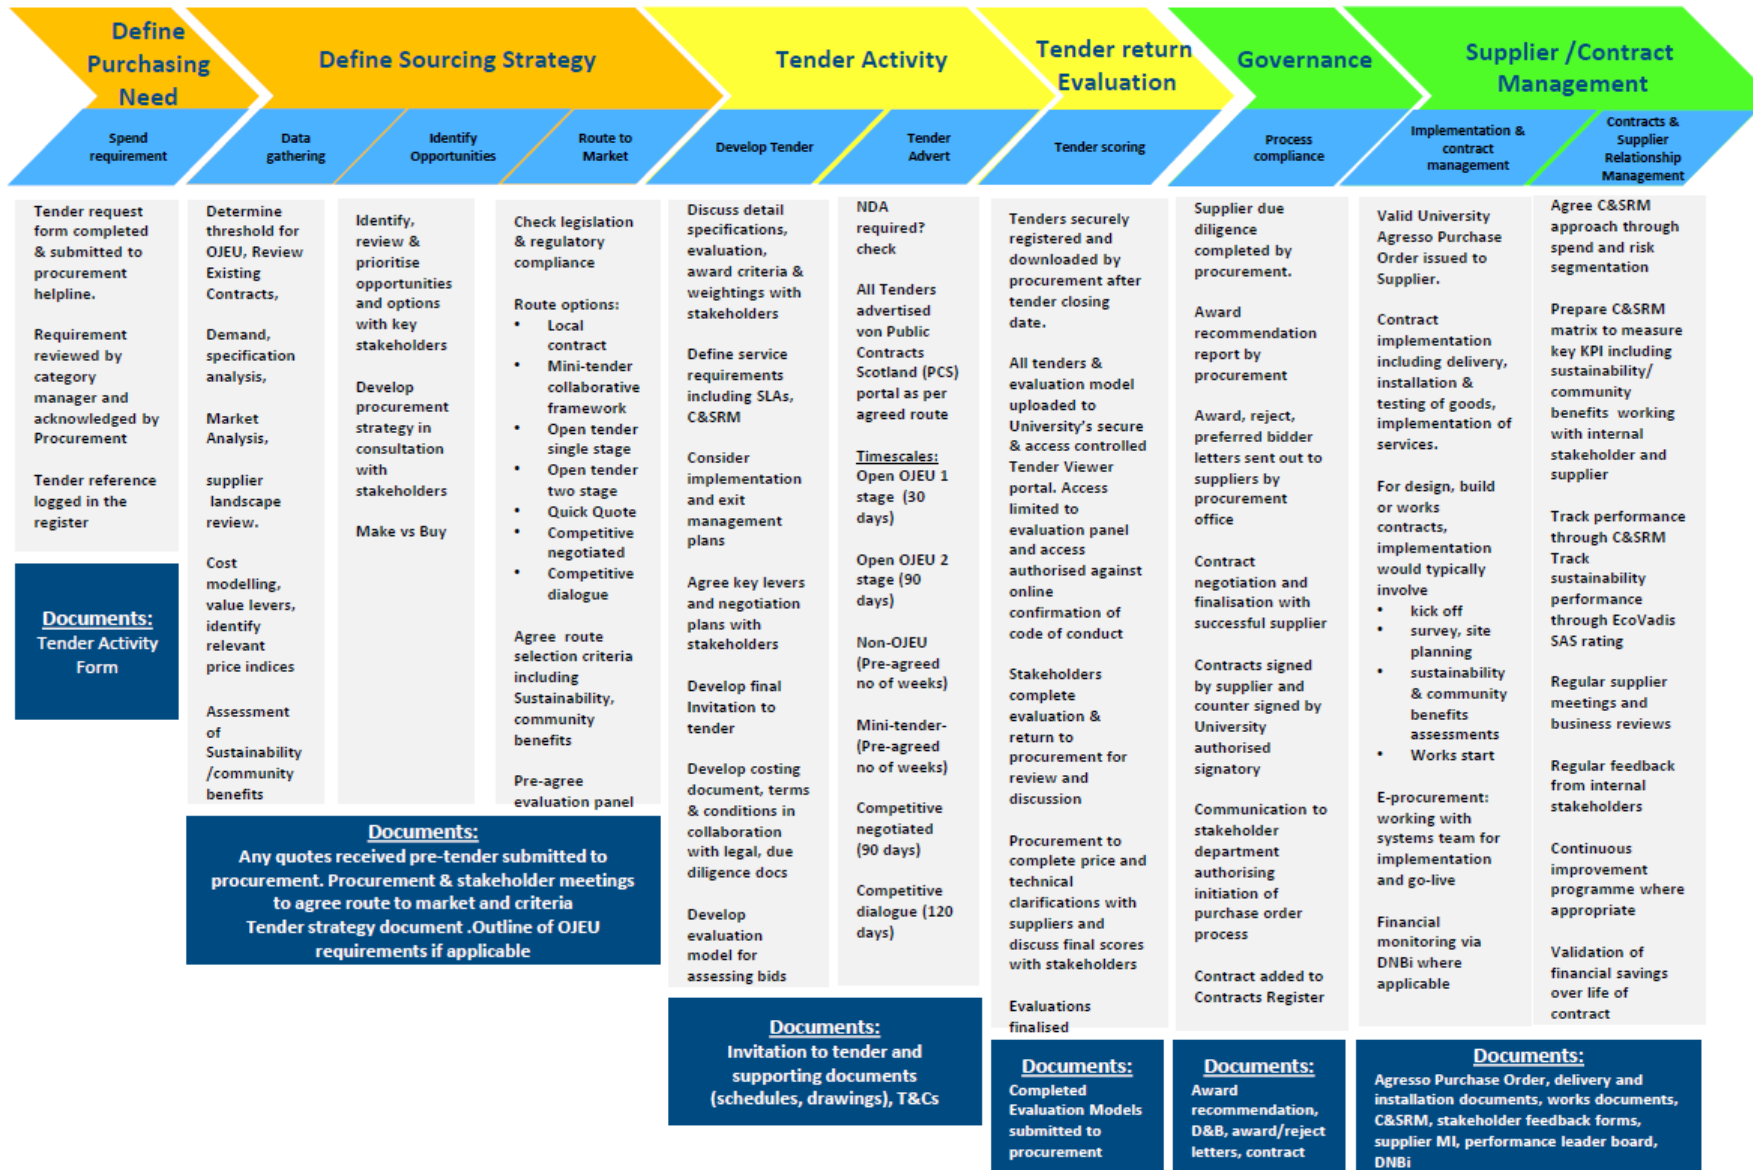 Define
Purchasing
Need
Define Sourcing Strategy
Tender Activity
Tender return
Evaluation
Governance
Supplier /Contract
Management
Spend
requirement
Data
gathering
Identify
Opportunities
Route to
Market
Develop Tender
Tender
Advert
Tender scoring
Process
compliance
Implementation &
contract
management
Contracts &
Supplier
Relationship
Management
Tender request
form completed
& submitted to
procurement
helpline.
Requirement
reviewed by
category
manager and
acknowledged by
Procurement
Tender reference
logged in the
register
Documents:
Tender Activity
Form
Determine
threshold for
OJEU, Review
Existing
Contracts,
Demand,
specification
analysis,
Market
Analysis,
supplier
landscape
review.
Cost
modelling,
value levers,
identify
relevant
price indices
Assessment
of
Sustainability
/community
benefits
Identify,
review &
prioritise
opportunities
and options
with key
stakeholders
Develop
procurement
strategy in
consultation
with
stakeholders
Make vs Buy
Check legislation
& regulatory
compliance
Route options:
• Local
contract
• Mini-tender
collaborative
framework
• Open tender
single stage
• Open tender
two stage
• Quick Quote
• Competitive
negotiated
• Competitive
dialogue
Agree route
selection criteria
including
Sustainability,
community
benefits
Pre-agree
evaluation panel
Documents:
Any quotes received pre-tender submitted to
procurement. Procurement & stakeholder meetings
to agree route to market and criteria
Tender strategy document .Outline of OJEU
requirements if applicable
Discuss detail
specifications,
evaluation,
award criteria &
weightings with
stakeholders
Define service
requirements
including SLAs,
C&SRM
Consider
implementation
and exit
management
plans
Agree key levers
and negotiation
plans with
stakeholders
Develop final
Invitation to
tender
Develop costing
document, terms
& conditions in
collaboration
with legal, due
diligence docs
Develop
evaluation
model for
assessing bids
NDA
required?
check
All Tenders
advertised
von Public
Contracts
Scotland (PCS)
portal as per
agreed route
Timescales:
Open OJEU 1
stage (30
days)
Open OJEU 2
stage (90
days)
Non-OJEU
(Pre-agreed
no of weeks)
Mini-tender-
(Pre-agreed
no of weeks)
Competitive
negotiated
(90 days)
Competitive
dialogue (120
days)
Documents:
Invitation to tender and
supporting documents
(schedules, drawings), T&Cs
Tenders securely
registered and
downloaded by
procurement after
tender closing
date.
All tenders &
evaluation model
uploaded to
University's secure
& access controlled
Tender Viewer
portal. Access
limited to
evaluation panel
and access
authorised against
online
confirmation of
code of conduct
Stakeholders
complete
evaluation &
return to
procurement for
review and
discussion
Procurement to
complete price and
technical
clarifications with
suppliers and
discuss final scores
with stakeholders
Evaluations
finalised
Documents:
Completed
Evaluation Models
submitted to
procurement
Supplier due
diligence
completed by
procurement.
Award
recommendation
report by
procurement
Award, reject,
preferred bidder
letters sent out to
suppliers by
procurement
office
Contract
negotiation and
finalisation with
successful supplier
Contracts signed
by supplier and
counter signed by
University
authorised
signatory
Communication to
stakeholder
department
authorising
initiation of
purchase order
process
Contract added to
Contracts Register
Documents:
Award
recommendation,
D&B, award/reject
letters, contract
Valid University
Agresso Purchase
Order issued to
Supplier.
Contract
implementation
including delivery,
installation &
testing of goods,
implementation of
services.
For design, build
or works
contracts,
implementation
would typically
involve
• kick off
• survey, site
planning
• sustainability
& community
benefits
assessments
• Works start
E-procurement:
working with
systems team for
implementation
and go-live
Financial
monitoring via
DNBi where
applicable
Agree C&SRM
approach through
spend and risk
segmentation
Prepare C&SRM
matrix to measure
key KPI including
sustainability/
community
benefits working
with internal
stakeholder and
supplier
Track performance
through C&SRM
Track
sustainability
performance
through EcoVadis
SAS rating
Regular supplier
meetings and
business reviews
Regular feedback
from internal
stakeholders
Continuous
improvement
programme where
appropriate
Validation of
financial savings
over life of
contract
Documents:
Agresso Purchase Order, delivery and
installation documents, works documents,
C&SRM, stakeholder feedback forms,
supplier MI, performance leader board,
DNBi